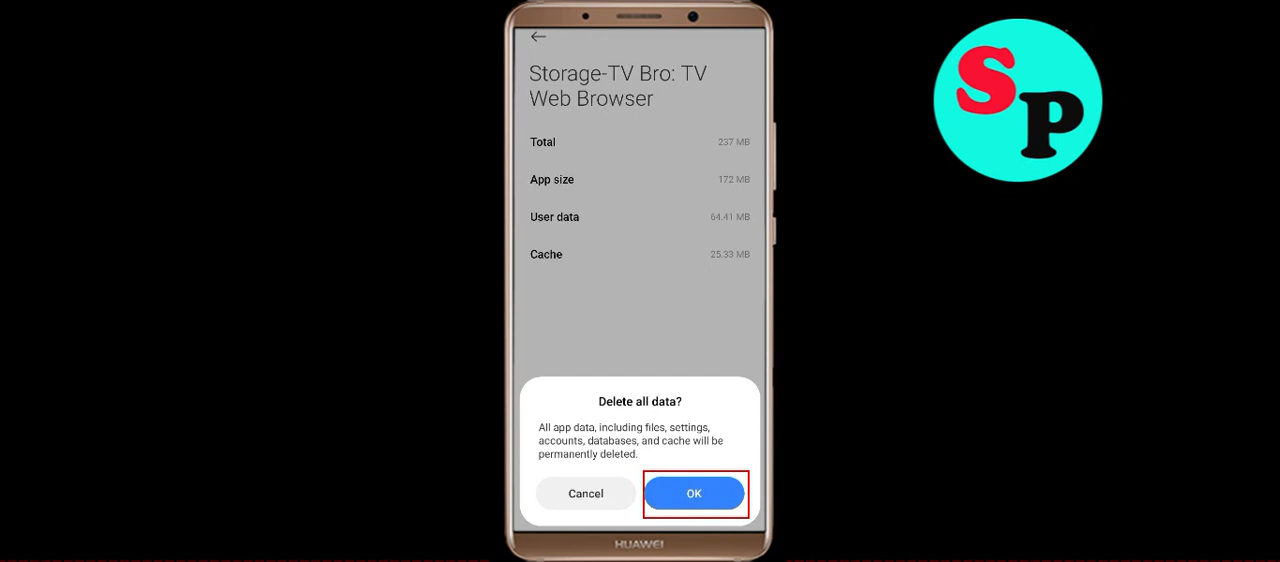 Storage-TV Bro: TV
Web Browser
Total 237 MB
App size 172 MB
User data 64.41 MB
Cache 25.33 MB
Delete all data?
All app data, including files, settings,
accounts, databases, and cache will be
permanently deleted.
Cancel OK
HUAWEI
S
P